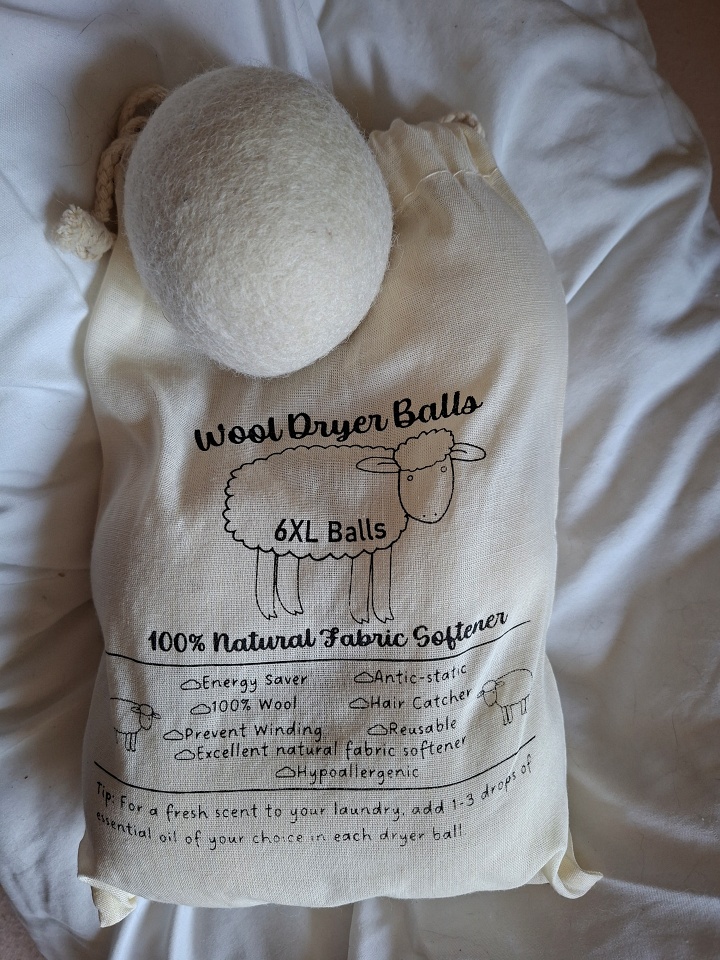 Wool Dryer Balls
6XL Balls
100% Natural Fabric Softener
Energy Saver Antic-static
100% Wool Hair Catcher
Prevent Winding Reusable
Excellent natural fabric softener
Hypoallergenic
Tip: For a fresh scent to your laundry, add 1-3 drops of
essential oil of your choice in each dryer ball.